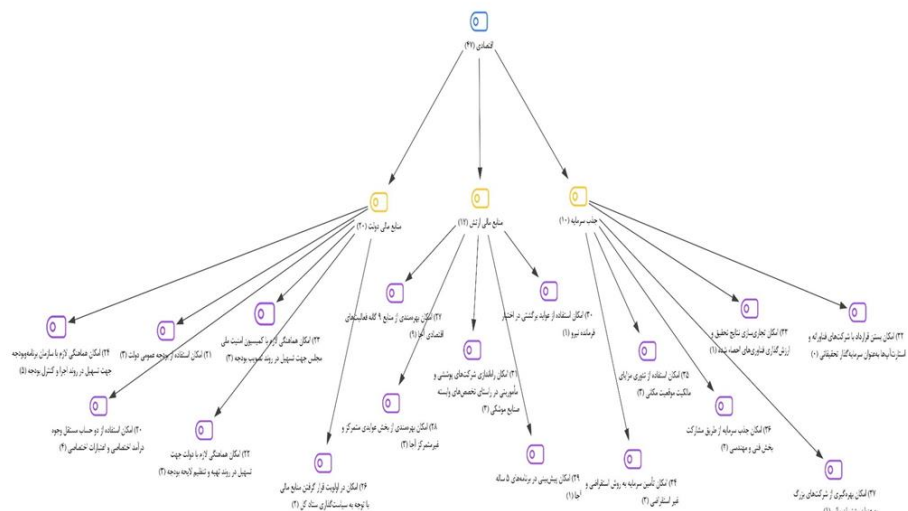 اقتصادی (۴۷)
جذب سرمایه (۱۰)
منابع مالی ارتش (۱۷)
منابع مالی دولت (۲۰)
۳۲) امکان بستن قرارداد با شرکت‌های فناورانه و
استارت‌آپ‌ها به‌عنوان سرمایه‌گذار تحقیقاتی (۰)
۳۳) امکان تجاری‌سازی نتایج تحقیق و
ارزش گذاری فناوری‌های احصاء شده (۱)
۳۵) امکان استفاده از تئوری مزایای
مالکیت موقعیت مکانی (۲)
۳۶) امکان جذب سرمایه از طریق مشارکت
بخش فنی و مهندسی (۲)
۳۴) امکان تأمین سرمایه به روش استقراضی و
غیر استقراضی (۳)
۳۷) امکان بهره‌گیری از شرکت‌های بزرگ
۳۰) امکان استفاده از عواید برگشتی در اختیار
فرمانده نیرو (۱)
۲۷) امکان بهره‌مندی از منابع ۹ گانه فعالیت‌های
اقتصادی آجا (۹)
۳۱) امکان راه‌اندازی شرکت‌های پوششی و
مأموریتی در راستای تخصص‌های وابسته
صنایع موشکی (۳)
۲۸) امکان بهره‌مندی از بخش عوایدی متمرکز و
غیرمتمرکز آجا (۳)
۲۹) امکان پیش‌بینی در برنامه‌های ۵ ساله
آجا (۱)
۲۳) امکان هماهنگی لازم با کمیسیون امنیت ملی
مجلس جهت تسهیل در روند تصویب بودجه (۳)
۲۱) امکان استفاده از بودجه عمومی دولت (۳)
۲۴) امکان هماهنگی لازم با سازمان برنامه‌وبودجه
جهت تسهیل در روند اجرا و کنترل بودجه (۵)
۲۰) امکان استفاده از دو حساب مستقل وجوه
درآمد اختصاصی و اعتبارات اختصاصی (۴)
۲۲) امکان هماهنگی لازم با دولت جهت
تسهیل در روند تهیه و تنظیم لایحه بودجه (۳)
۲۶) امکان در اولویت قرار گرفتن منابع مالی
با توجه به سیاست‌گذاری ستاد کل (۲)